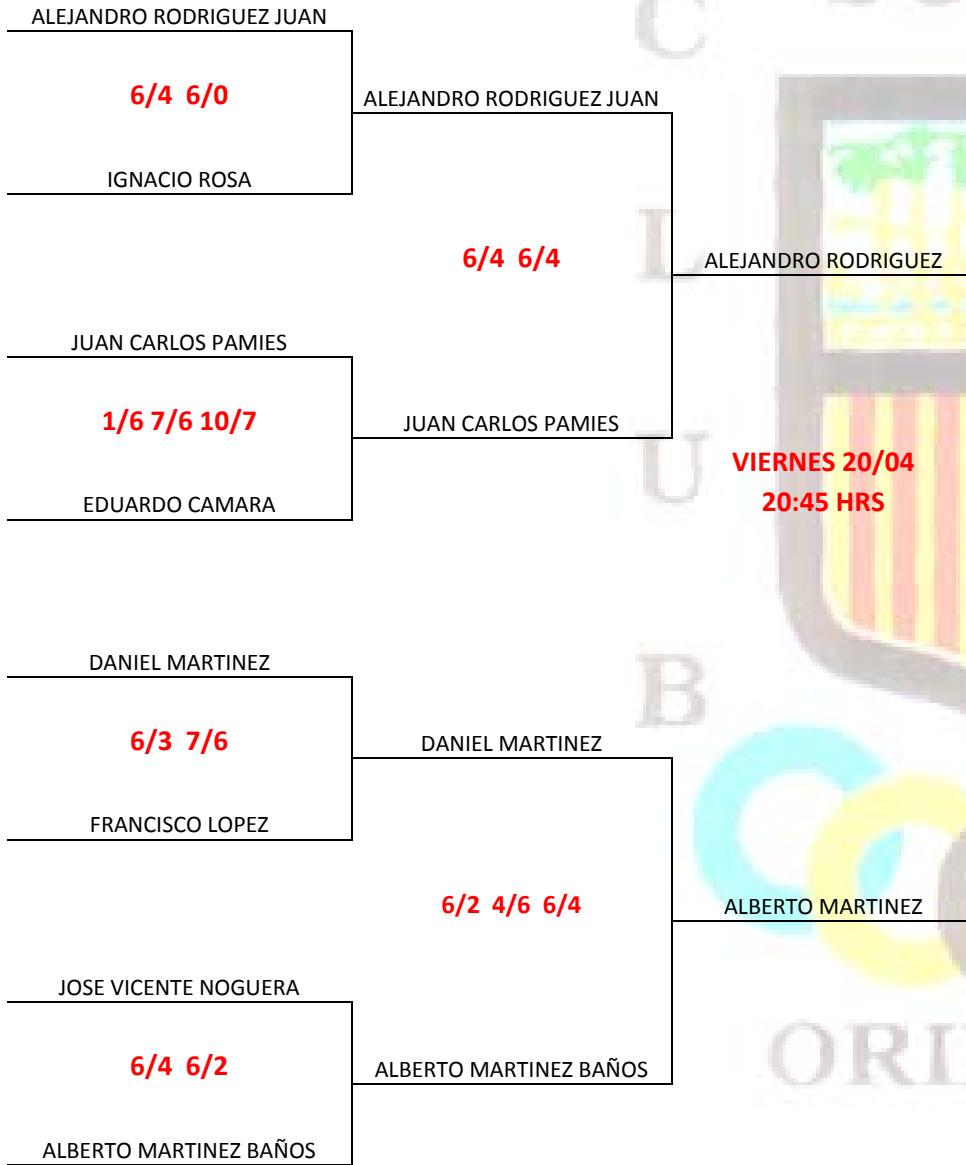 ALEJANDRO RODRIGUEZ JUAN
6/4 6/0
ALEJANDRO RODRIGUEZ JUAN
IGNACIO ROSA
6/4 6/4
ALEJANDRO RODRIGUEZ
JUAN CARLOS PAMIES
1/6 7/6 10/7
JUAN CARLOS PAMIES
VIERNES 20/04
20:45 HRS
EDUARDO CAMARA
DANIEL MARTINEZ
6/3 7/6
DANIEL MARTINEZ
FRANCISCO LOPEZ
6/2 4/6 6/4
ALBERTO MARTINEZ
JOSE VICENTE NOGUERA
6/4 6/2
ALBERTO MARTINEZ BAÑOS
ALBERTO MARTINEZ BAÑOS
C
L
U
B
ORI